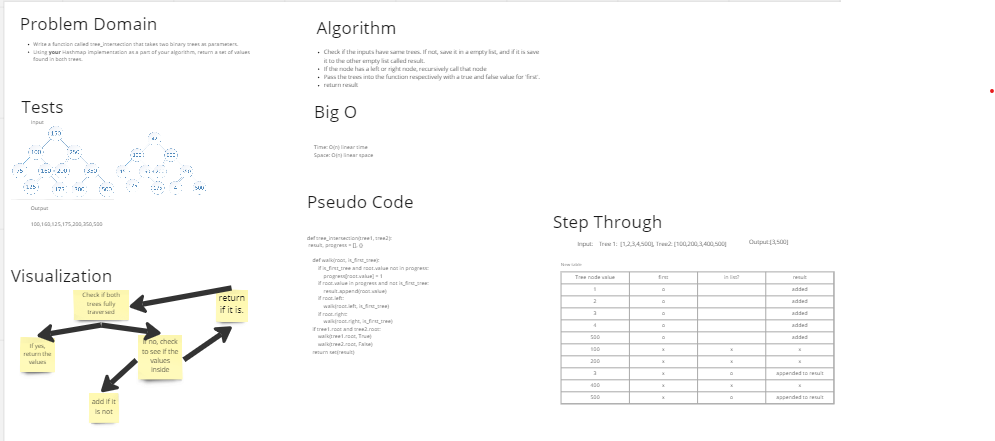 Problem Domain
Write a function called tree_intersection that takes two binary trees as parameters.
Using your Hashmap implementation as a part of your algorithm, return a set of values
found in both trees.
Tests
Input
150
100 250
75 160 200 350
125 175 300 500
42
500
Output
100,160,125,175,200,350,500
Visualization
Check if both
trees fully
traversed
return
if it is.
If yes,
return the
values
If no, check
to see if the
values
inside
add if it
is not
Algorithm
Check if the inputs have same trees. If not, save it in a empty list, and if it is save
it to the other empty list called result.
If the node has a left or right node, recursively call that node
Pass the trees into the function respectively with a true and false value for 'first'.
return result
Big O
Time: O(n) linear time
Space: O(n) linear space
Pseudo Code
def tree_intersection(tree1, tree2):
result, progress = [], {}
def walk(root, is_first_tree):
if is_first_tree and root.value not in progress:
progress[root.value] = 1
if root.value in progress and not is_first_tree:
result.append(root.value)
if root.left:
walk(root.left, is_first_tree)
if root.right:
walk(root.right, is_first_tree)
if tree1.root and tree2.root:
walk(tree1.root, True)
walk(tree2.root, False)
return set(result)
Step Through
Input: Tree 1: [1,2,3,4,500], Tree2: [100,200,3,400,500]
Output:[3,500]
New table
Tree node value first in list? result
1 o added
2 o added
3 o added
4 o added
500 o added
100 x x x
200 x x x
3 x o appended to result
400 x x x
500 x o appended to result